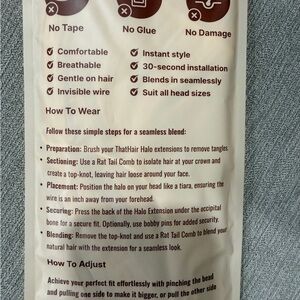 No Tape No Glue No Damage
Comfortable Instant style
Breathable 30-second installation
Gentle on hair Blends in seamlessly
Invisible wire Suit all head sizes
How To Wear
Follow these simple steps for a seamless blend:
• Preparation: Brush your ThatHair Halo extensions to remove tangles
• Sectioning: Use a Rat Tail Comb to isolate hair at your crown and
create a top-knot, leaving hair loose around your face.
• Placement: Position the halo on your head like a tiara, ensuring the
wire is an inch away from your forehead.
• Securing: Press the back of the Halo Extension under the occipital
bone for a secure fit. Optionally, use bobby pins for added security.
• Blending: Remove the top-knot and use a Rat Tail Comb to blend your
natural hair with the extension for a seamless look.
How To Adjust
Achieve your perfect fit effortlessly with pinching the bead
and pulling one side to make it bigger, or pull the other side